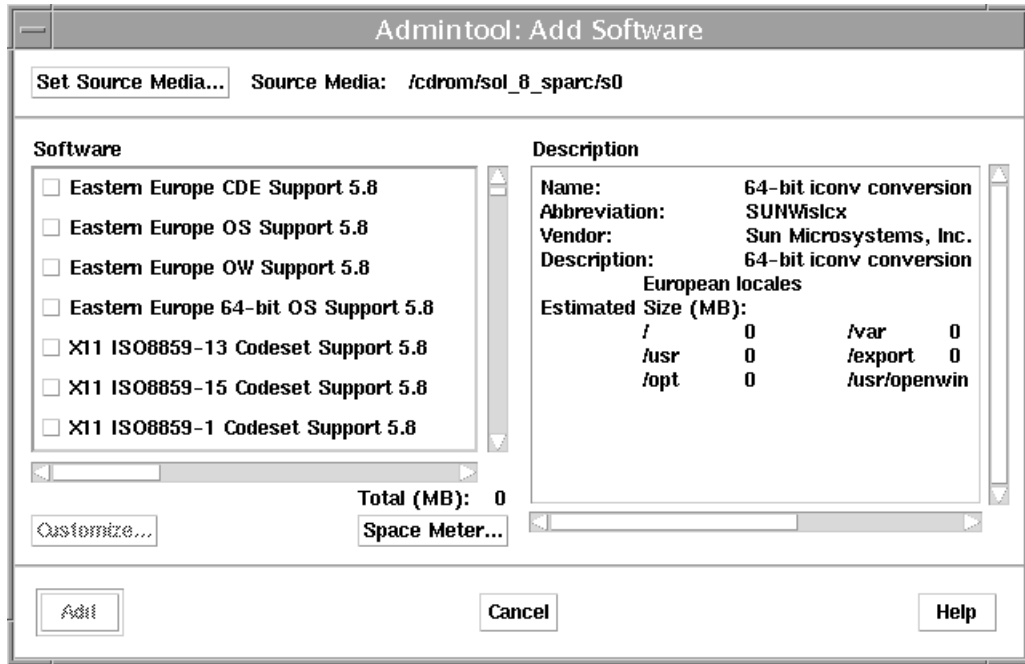 Admintool: Add Software
Set Source Media... Source Media: /cdrom/sol_8_sparc/s0
Software
Eastern Europe CDE Support 5.8
Eastern Europe OS Support 5.8
Eastern Europe OW Support 5.8
Eastern Europe 64-bit OS Support 5.8
X11 ISO8859-13 Codeset Support 5.8
X11 ISO8859-15 Codeset Support 5.8
X11 ISO8859-1 Codeset Support 5.8
Total (MB): 0
Customize... Space Meter...
Description
Name: 64-bit iconv conversion
Abbreviation: SUNWislcx
Vendor: Sun Microsystems, Inc.
Description: 64-bit iconv conversion
European locales
Estimated Size (MB):
/ 0 /var 0
/usr 0 /export 0
/opt 0 /usr/openwin
Add Cancel Help